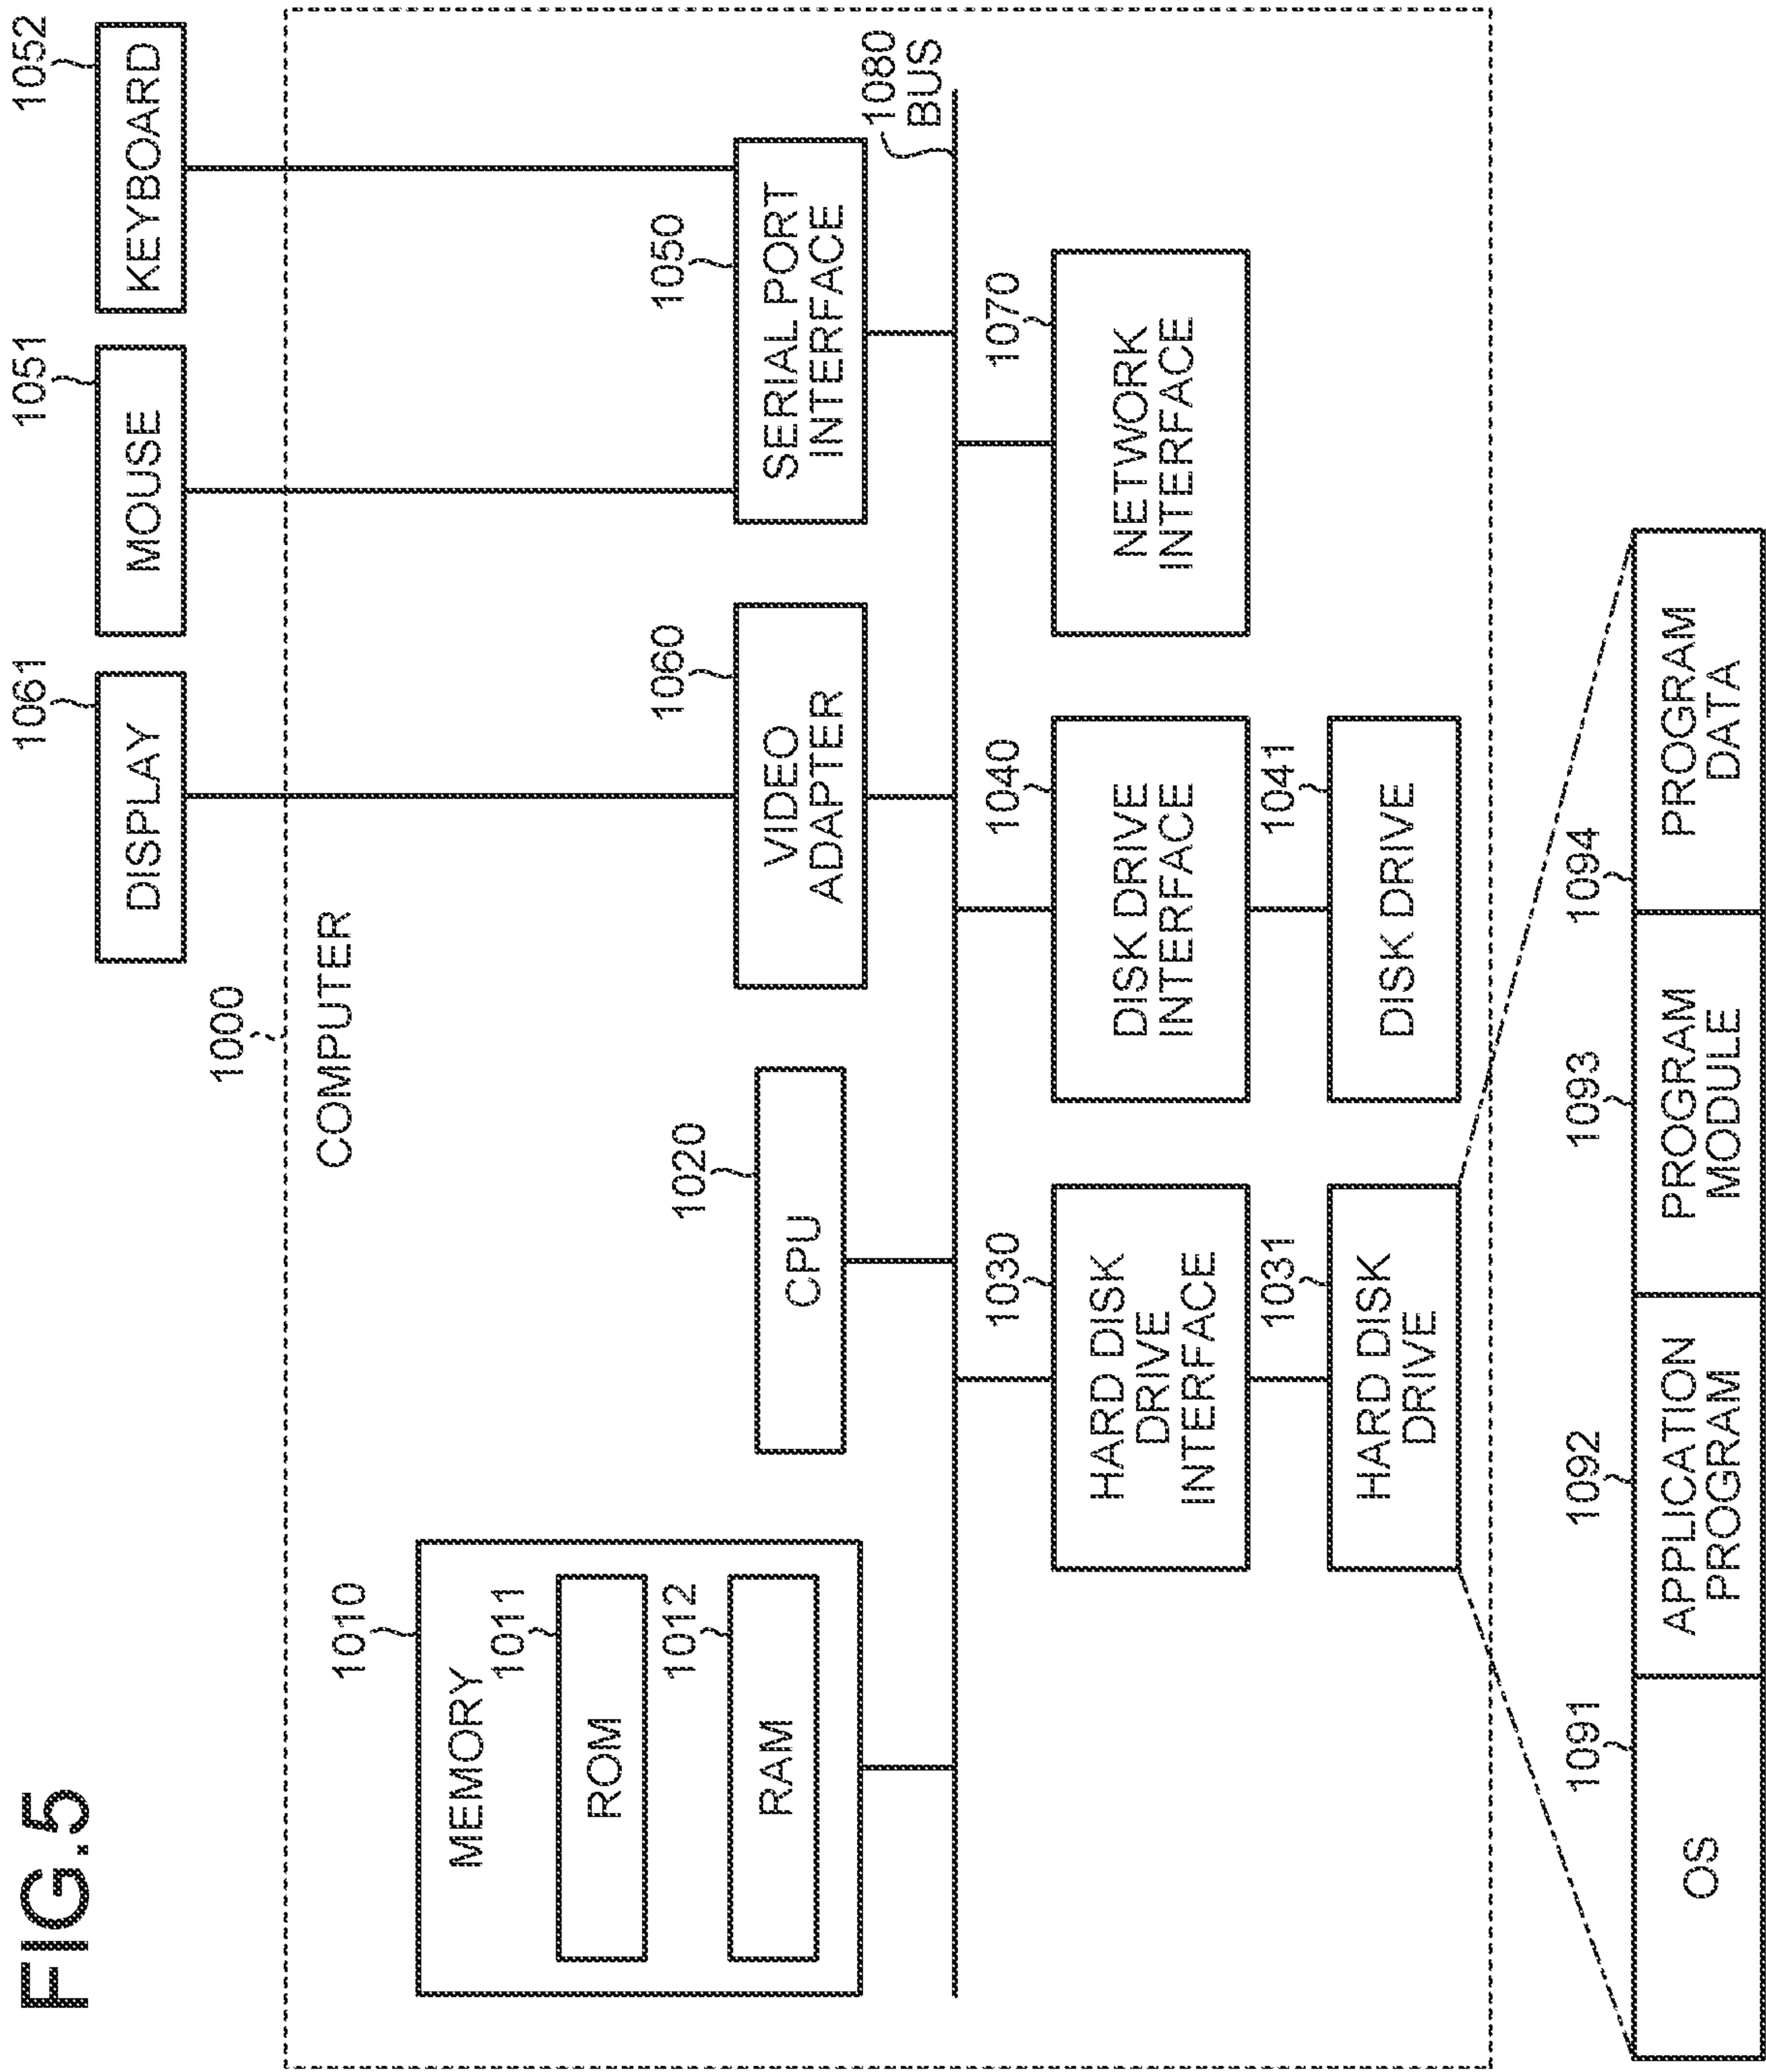 FIG.5
1061
1051
1052
DISPLAY
MOUSE
KEYBOARD
1000
COMPUTER
1010
MEMORY
1011
ROM
1012
RAM
1020
CPU
1060
VIDEO
ADAPTER
1050
SERIAL PORT
INTERFACE
1080
BUS
1030
HARD DISK
DRIVE
INTERFACE
1040
DISK DRIVE
INTERFACE
1070
NETWORK
INTERFACE
1031
HARD DISK
DRIVE
1041
DISK DRIVE
1091
OS
1092
APPLICATION
PROGRAM
1093
PROGRAM
MODULE
1094
PROGRAM
DATA